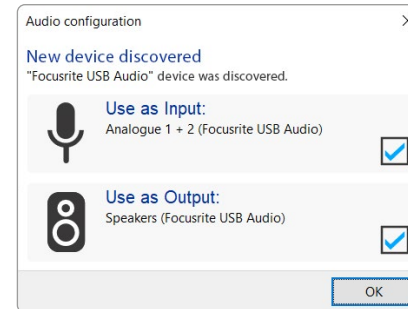 Audio configuration
New device discovered
"Focusrite USB Audio" device was discovered.
Use as Input:
Analogue 1 + 2 (Focusrite USB Audio)
Use as Output:
Speakers (Focusrite USB Audio)
OK